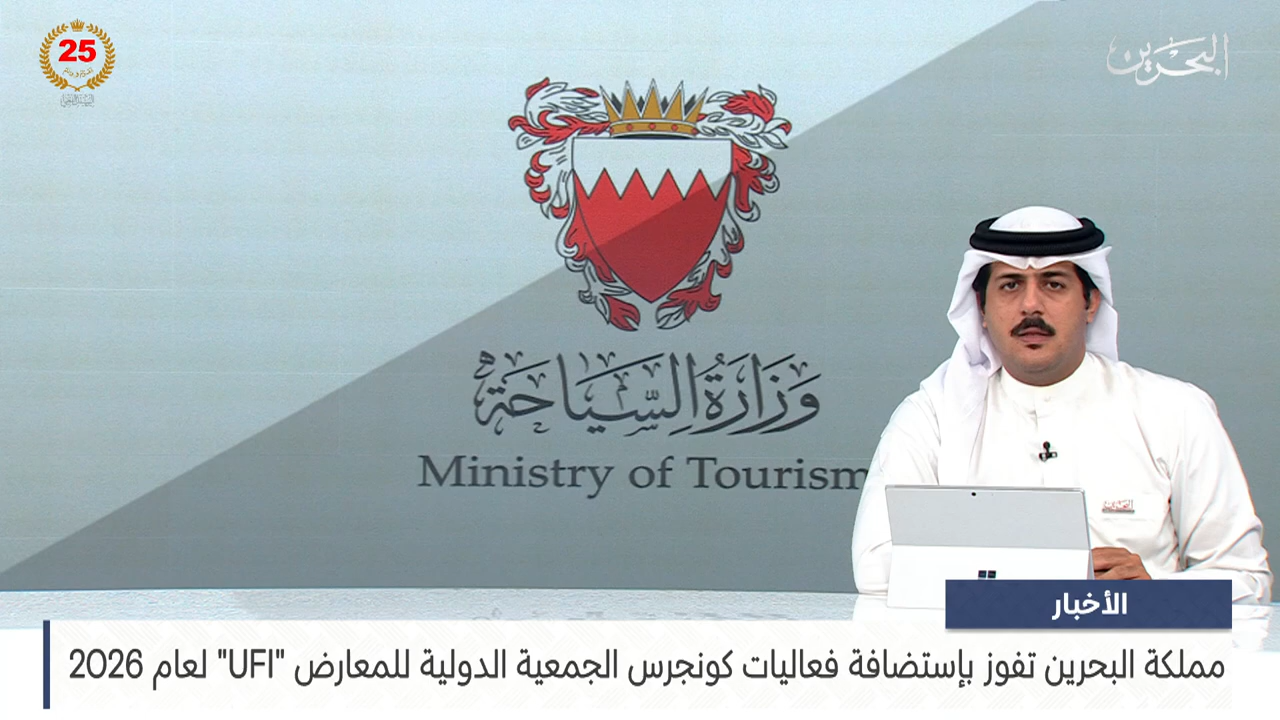 25
البحرين
وزارة السياحة
Ministry of Tourism
الأخبار
مملكة البحرين تفوز بإستضافة فعاليات كونجرس الجمعية الدولية للمعارض "UFI" لعام 2026